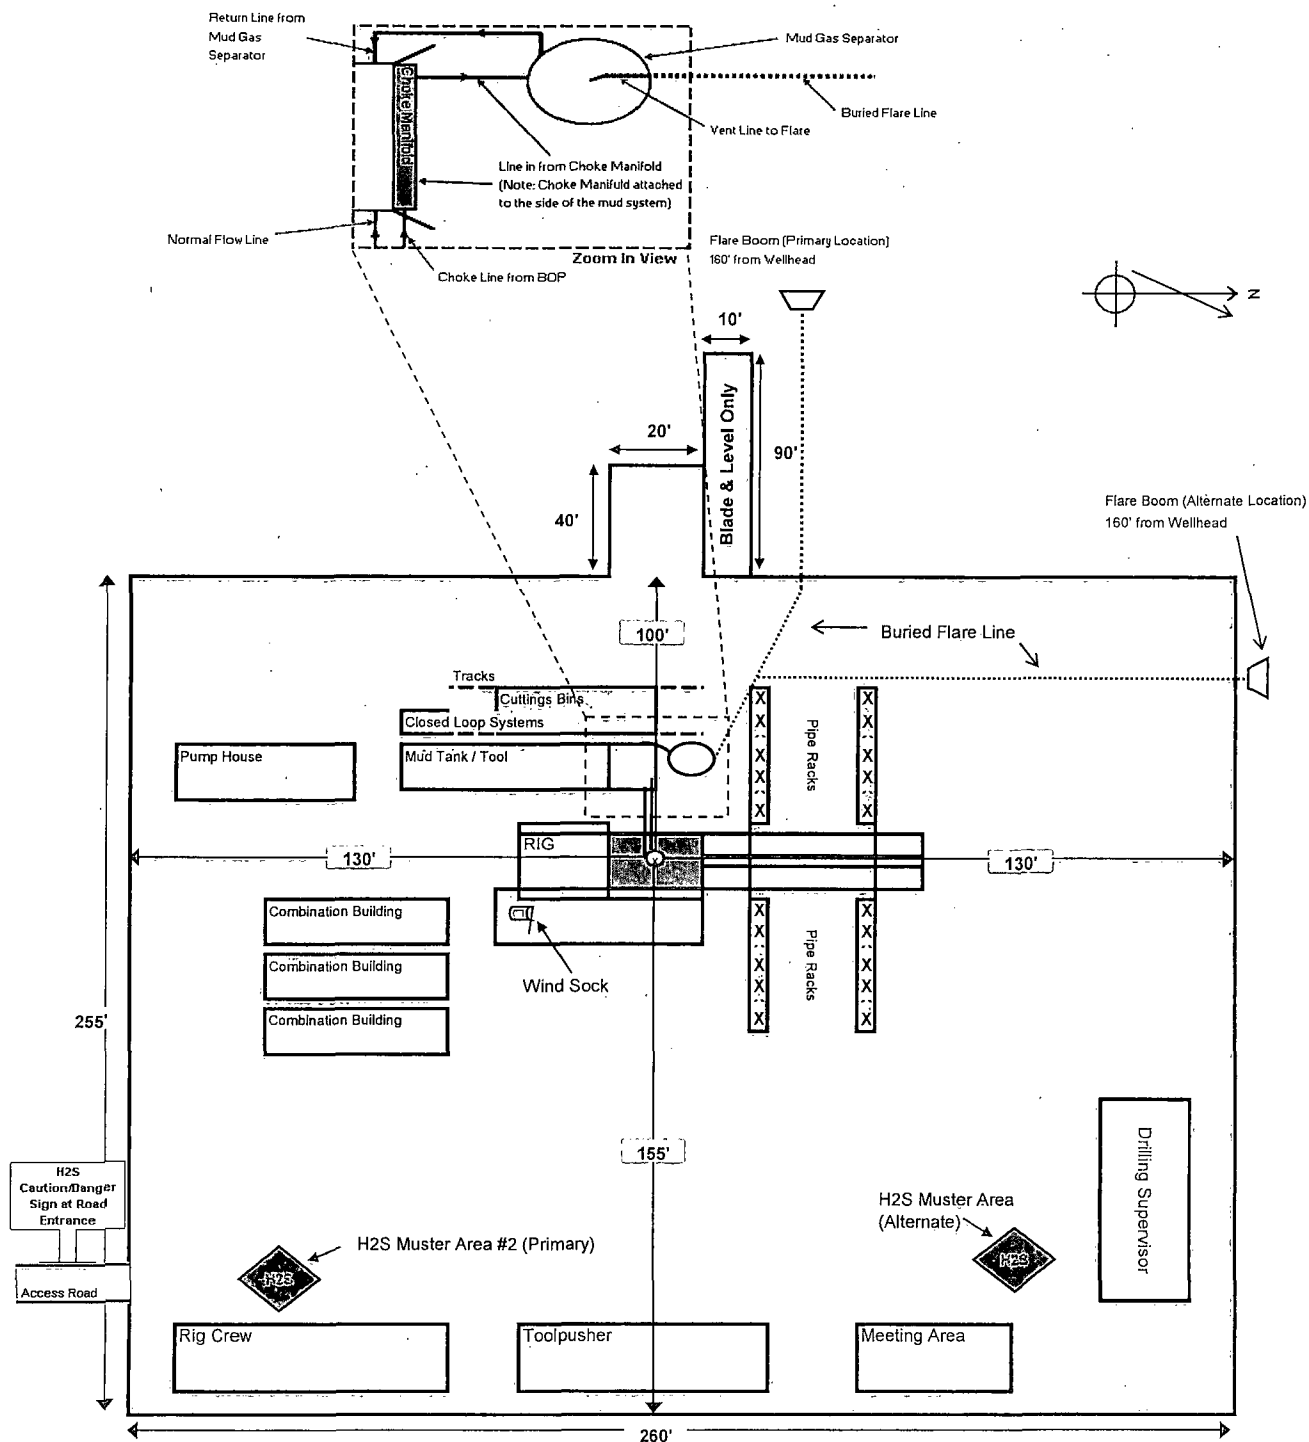 Return Line from
Mud Gas
Separator
Mud Gas Separator
Choke Manifold
Buried Flare Line
Vent Line to Flare
Line in from Choke Manifold
(Note: Choke Manifold attached
to the side of the mud system)
Normal Flow Line
Choke Line from BOP
Zoom In View
Flare Boom (Primary Location)
160' from Wellhead
N
10'
Blade & Level Only
20'
90'
40'
Flare Boom (Alternate Location)
160' from Wellhead
100'
Buried Flare Line
Tracks
Cuttings Bins
Closed Loop Systems
Pump House
Mud Tank / Tool
X
X
X
X
X
Pipe Racks
X
X
X
X
X
RIG
130'
X
130'
Combination Building
Combination Building
Combination Building
Wind Sock
X
X
X
X
X
Pipe Racks
X
X
X
X
X
255'
155'
Drilling Supervisor
H2S
Caution/Danger
Sign at Road
Entrance
H2S Muster Area
(Alternate)
H2S
H2S Muster Area #2 (Primary)
H2S
Access Road
Rig Crew
Toolpusher
Meeting Area
260'